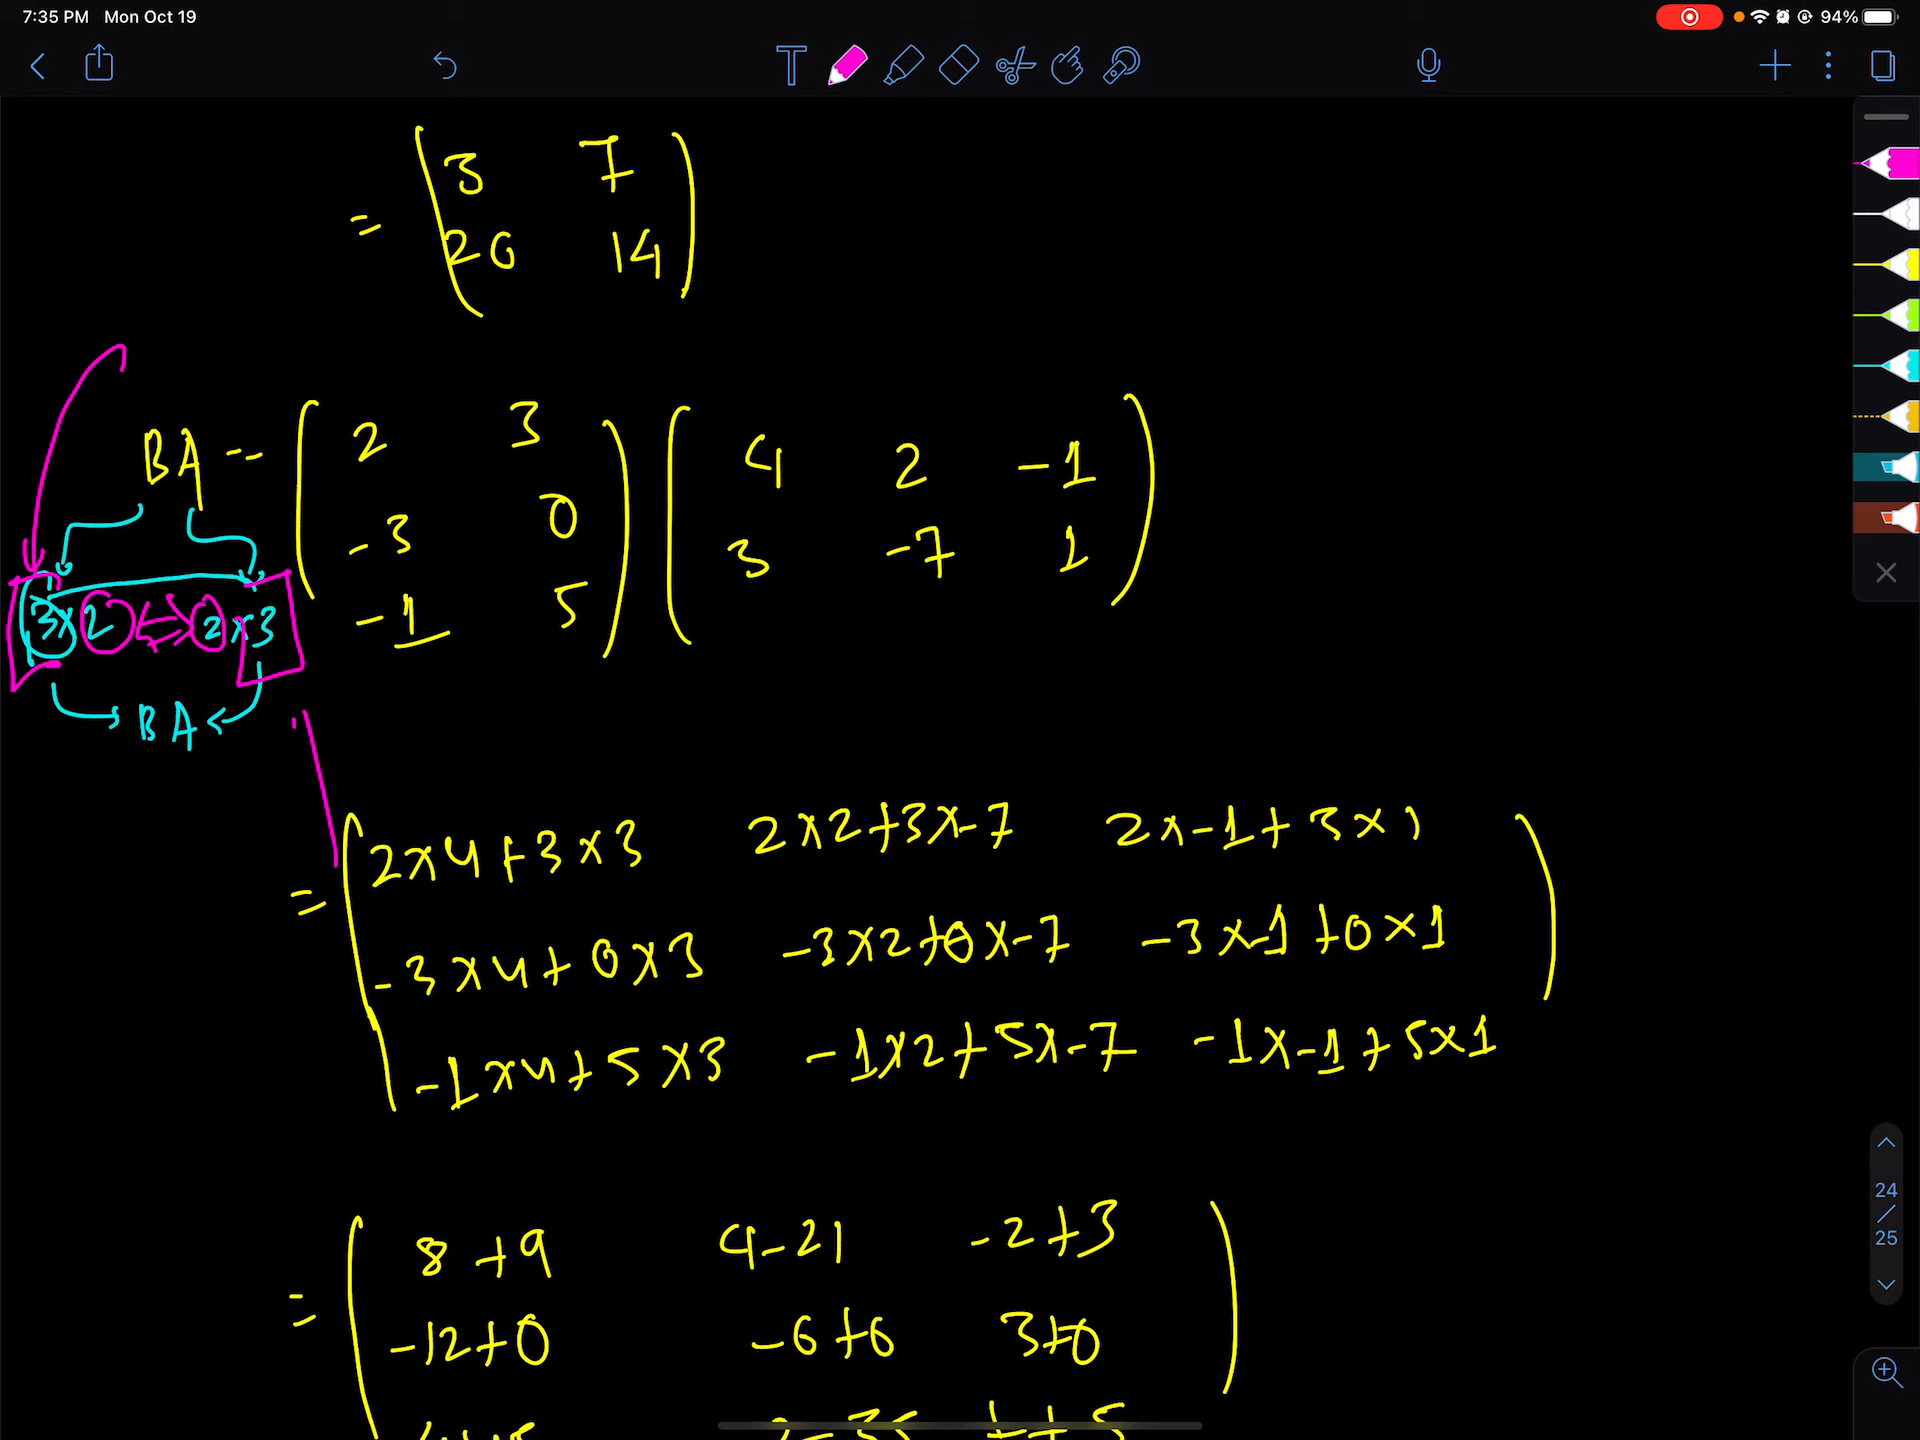 7:35 PM Mon Oct 19 94%
3 7
= 20 14
BA = 2 3 4 2 -1
-3 0 3 -7 1
-1 5
3x2 2x3
BA
2x4+3x3 2x2+3x-7 2x-1+3x1
= -3x4+0x3 -3x2+0x-7 -3x-1+0x1
-1x4+5x3 -1x2+5x-7 -1x-1+5x1
24
/
25
8+9 4-21 -2+3
= -12+0 -6+0 3+0